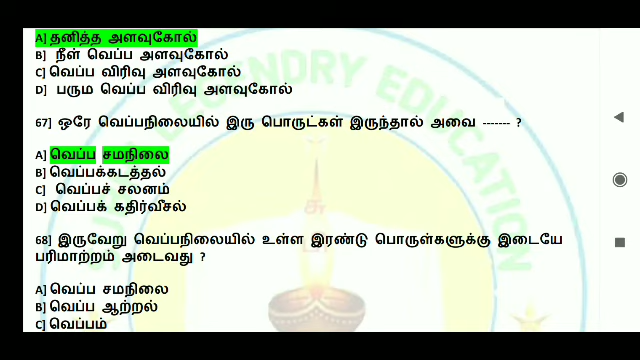 A] தனித்த அளவுகோல்
B] நீள் வெப்ப அளவுகோல்
C] வெப்ப விரிவு அளவுகோல்
D] பரும வெப்ப விரிவு அளவுகோல்
67] ஒரே வெப்பநிலையில் இரு பொருட்கள் இருந்தால் அவை ------- ?
A] வெப்ப சமநிலை
B] வெப்பக்கடத்தல்
C] வெப்பச் சலனம்
D] வெப்பக் கதிர்வீசல்
68] இருவேறு வெப்பநிலையில் உள்ள இரண்டு பொருள்களுக்கு இடையே
பரிமாற்றம் அடைவது ?
A] வெப்ப சமநிலை
B] வெப்ப ஆற்றல்
C] வெப்பம்